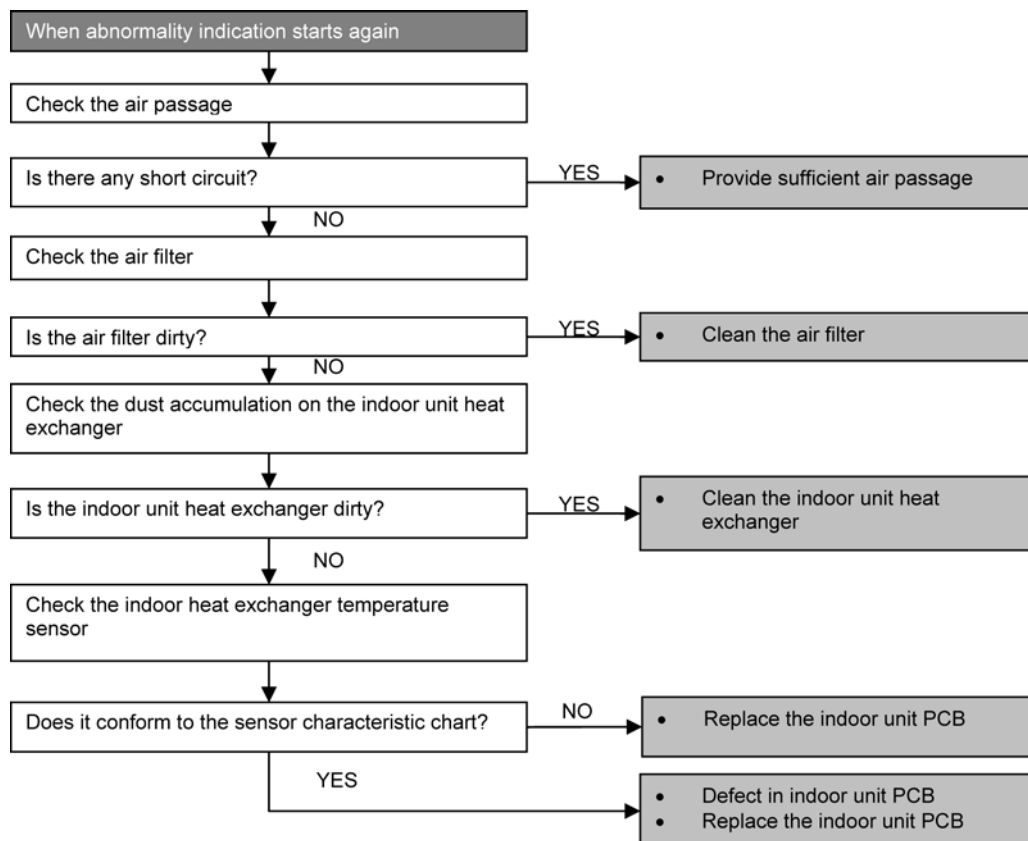 When abnormality indication starts again
Check the air passage
Is there any short circuit?
YES
• Provide sufficient air passage
NO
Check the air filter
Is the air filter dirty?
YES
• Clean the air filter
NO
Check the dust accumulation on the indoor unit heat
exchanger
Is the indoor unit heat exchanger dirty?
YES
• Clean the indoor unit heat
exchanger
NO
Check the indoor heat exchanger temperature
sensor
Does it conform to the sensor characteristic chart?
NO
• Replace the indoor unit PCB
YES
• Defect in indoor unit PCB
• Replace the indoor unit PCB